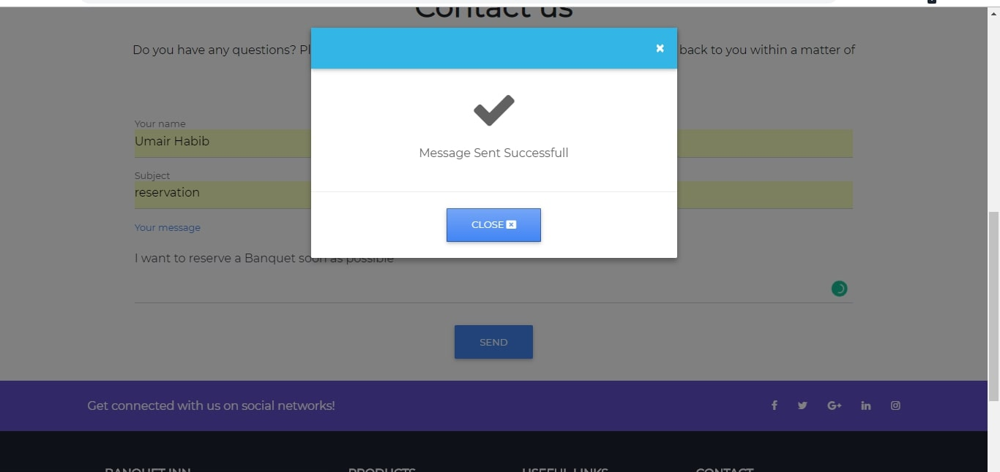 Contact us
Do you have any questions? Pl
back to you within a matter of
Your name
Umair Habib
Subject
reservation
Your message
I want to reserve a Banquet soon as possible
Message Sent Successfull
CLOSE
SEND
Get connected with us on social networks!
BANQUET INN
PRODUCTS
USEFUL LINKS
CONTACT